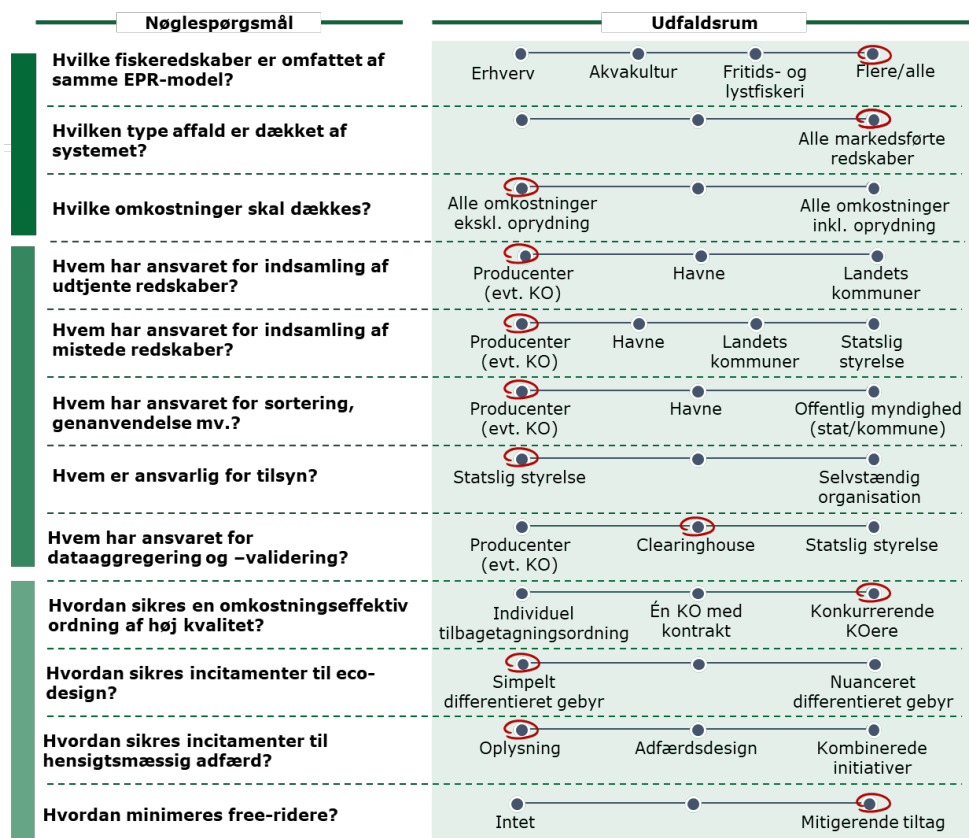 Nøglespørgsmål
Udfaldsrum
Hvilke fiskeredskaber er omfattet af
samme EPR-model?
Erhverv
Akvakultur
Fritids- og
lystfiskeri
Flere/alle
Hvilken type affald er dækket af
systemet?
Alle markedsførte
redskaber
Hvilke omkostninger skal dækkes?
Alle omkostninger
ekskl. oprydning
Alle omkostninger
inkl. oprydning
Hvem har ansvaret for indsamling af
udtjente redskaber?
Producenter
(evt. KO)
Havne
Landets
kommuner
Hvem har ansvaret for indsamling af
mistede redskaber?
Producenter
(evt. KO)
Havne
Landets
kommuner
Statslig
styrelse
Hvem har ansvaret for sortering,
genanvendelse mv.?
Producenter
(evt. KO)
Havne
Offentlig myndighed
(stat/kommune)
Hvem er ansvarlig for tilsyn?
Statslig styrelse
Selvstændig
organisation
Hvem har ansvaret for
dataaggregering og –validering?
Producenter
(evt. KO)
Clearinghouse
Statslig styrelse
Hvordan sikres en omkostningseffektiv
ordning af høj kvalitet?
Individuel
tilbagetagningsordning
Én KO med
kontrakt
Konkurrerende
KOere
Hvordan sikres incitamenter til eco-
design?
Simpelt
differentieret gebyr
Nuanceret
differentieret gebyr
Hvordan sikres incitamenter til
hensigtsmæssig adfærd?
Oplysning
Adfærdsdesign
Kombinerede
initiativer
Hvordan minimeres free-ridere?
Intet
Mitigerende tiltag